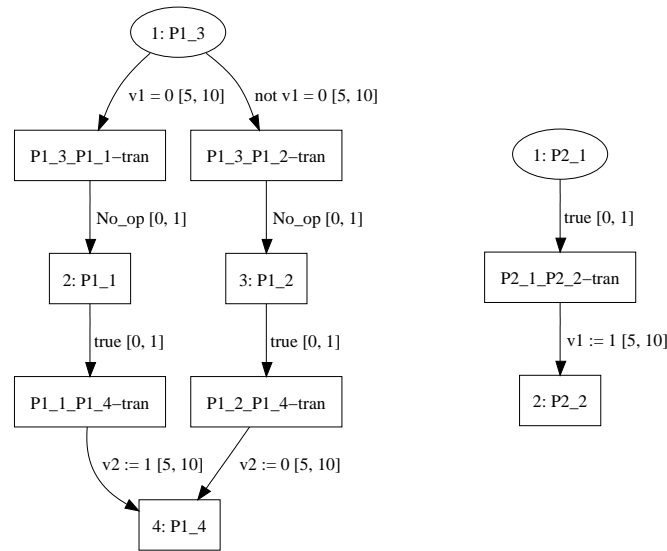 1: P1_3
v1 = 0 [5, 10]
not v1 = 0 [5, 10]
P1_3_P1_1−tran
P1_3_P1_2−tran
No_op [0, 1]
No_op [0, 1]
2: P1_1
3: P1_2
true [0, 1]
true [0, 1]
P1_1_P1_4−tran
P1_2_P1_4−tran
v2 := 1 [5, 10]
v2 := 0 [5, 10]
4: P1_4
1: P2_1
true [0, 1]
P2_1_P2_2−tran
v1 := 1 [5, 10]
2: P2_2